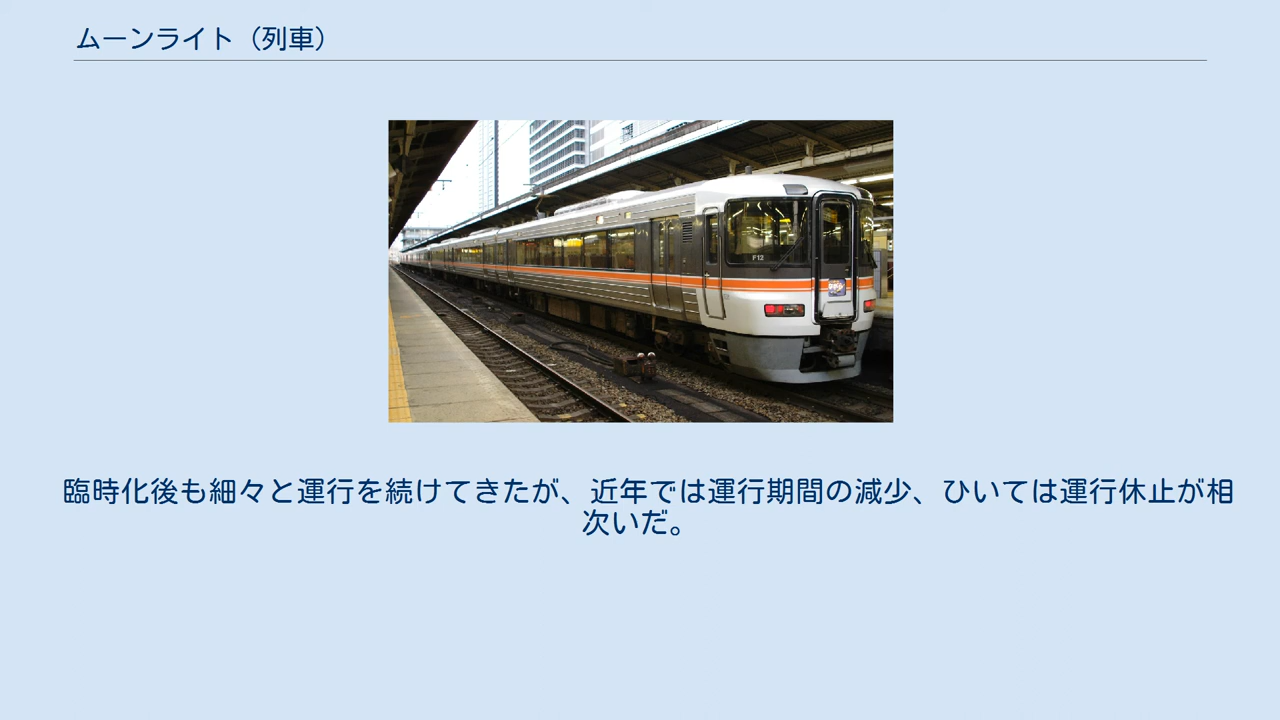 ムーンライト（列車）
F12
臨時化後も細々と運行を続けてきたが、近年では運行期間の減少、ひいては運行休止が相
次いだ。